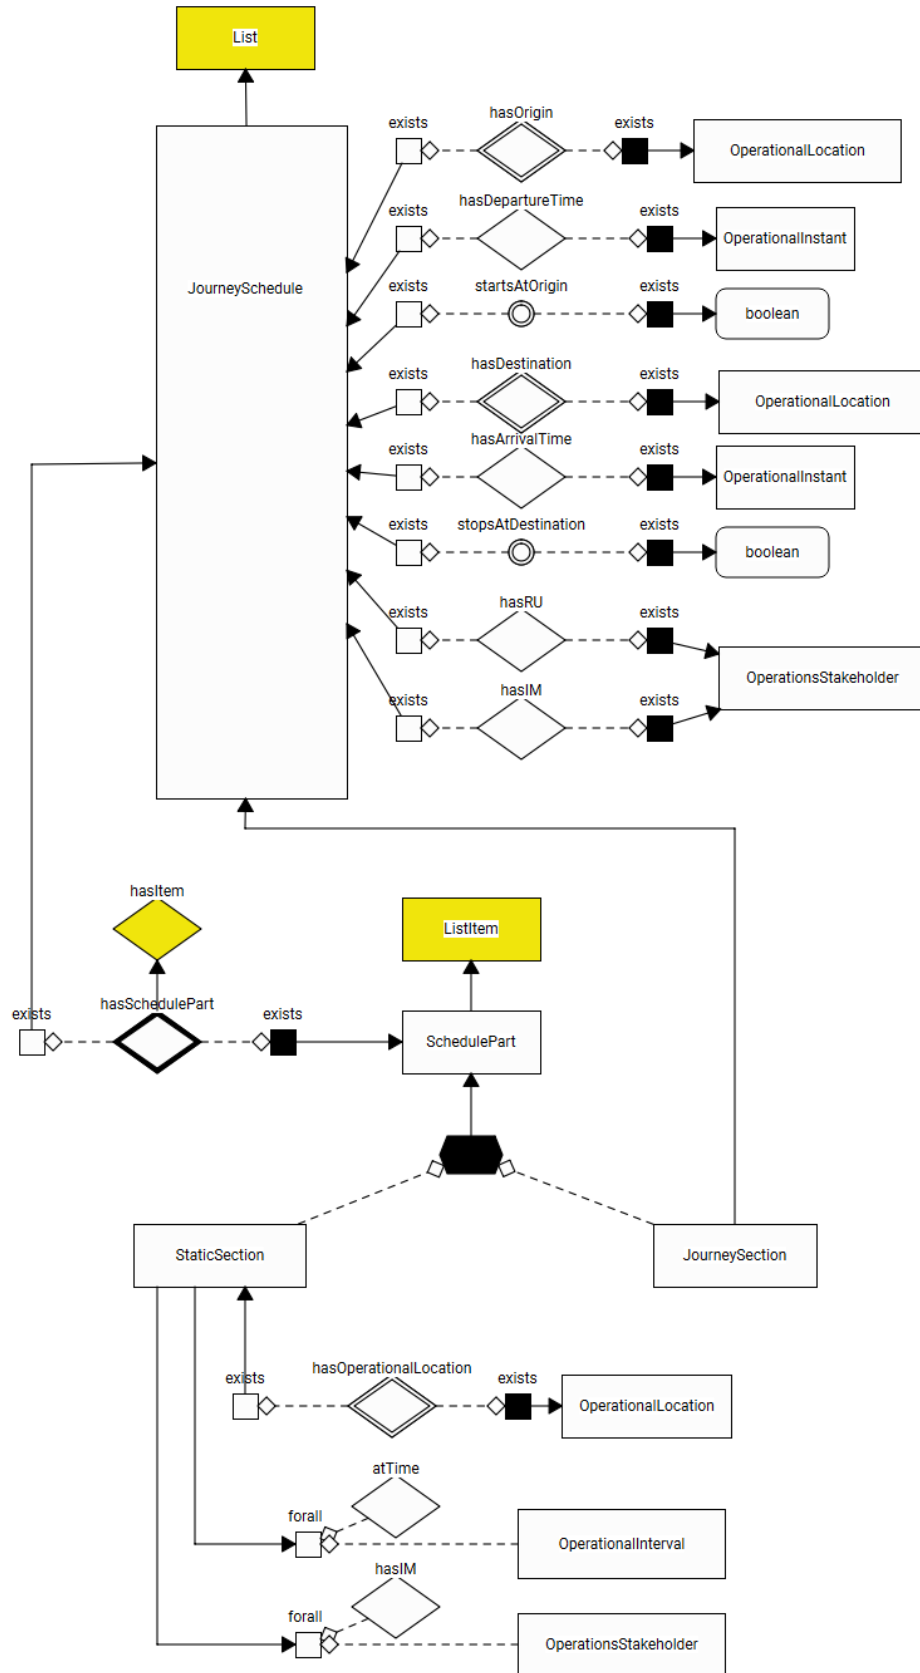 List
hasOrigin
exists
exists
OperationalLocation
hasDepartureTime
exists
exists
OperationalInstant
JourneySchedule
startsAtOrigin
exists
exists
boolean
hasDestination
exists
exists
OperationalLocation
hasArrivalTime
exists
exists
OperationalInstant
stopsAtDestination
exists
exists
boolean
hasRU
exists
exists
OperationsStakeholder
hasIM
exists
exists
hasItem
ListItem
hasSchedulePart
exists
exists
SchedulePart
StaticSection
JourneySection
hasOperationalLocation
exists
exists
OperationalLocation
atTime
forall
OperationalInterval
hasIM
forall
OperationsStakeholder